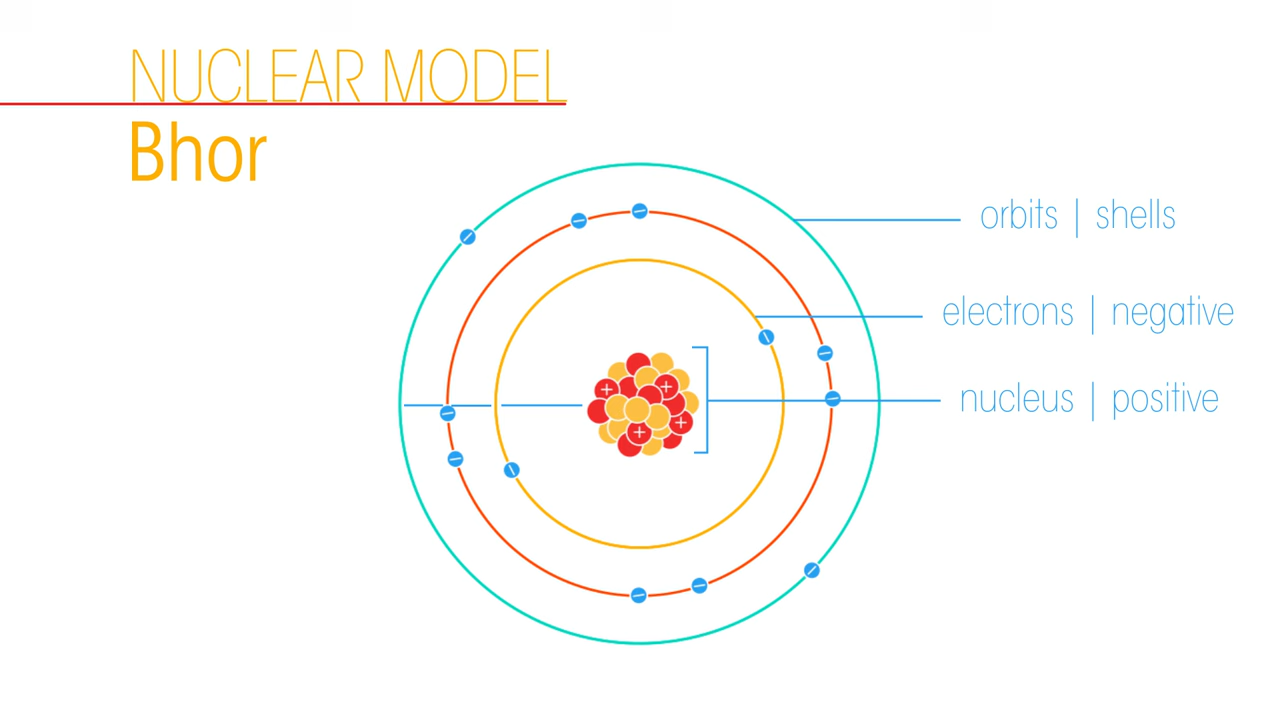 NUCLEAR MODEL
Bhor
orbits | shells
electrons | negative
nucleus | positive